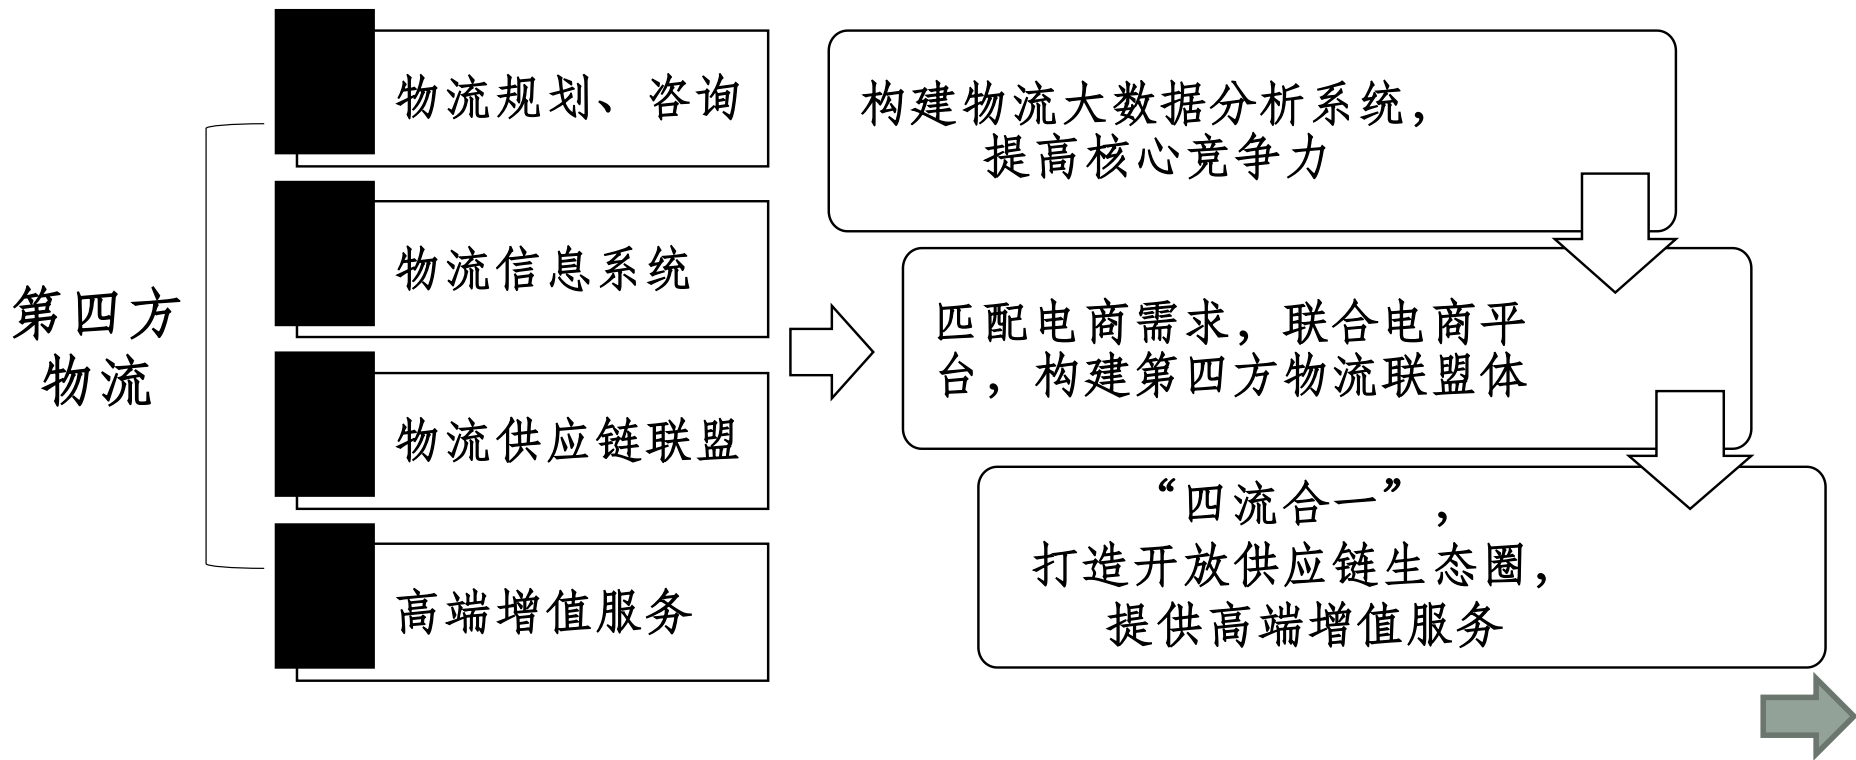 第四方
物流
物流规划、咨询
物流信息系统
物流供应链联盟
高端增值服务
构建物流大数据分析系统，
提高核心竞争力
匹配电商需求，联合电商平
台，构建第四方物流联盟体
“四流合一”，
打造开放供应链生态圈，
提供高端增值服务